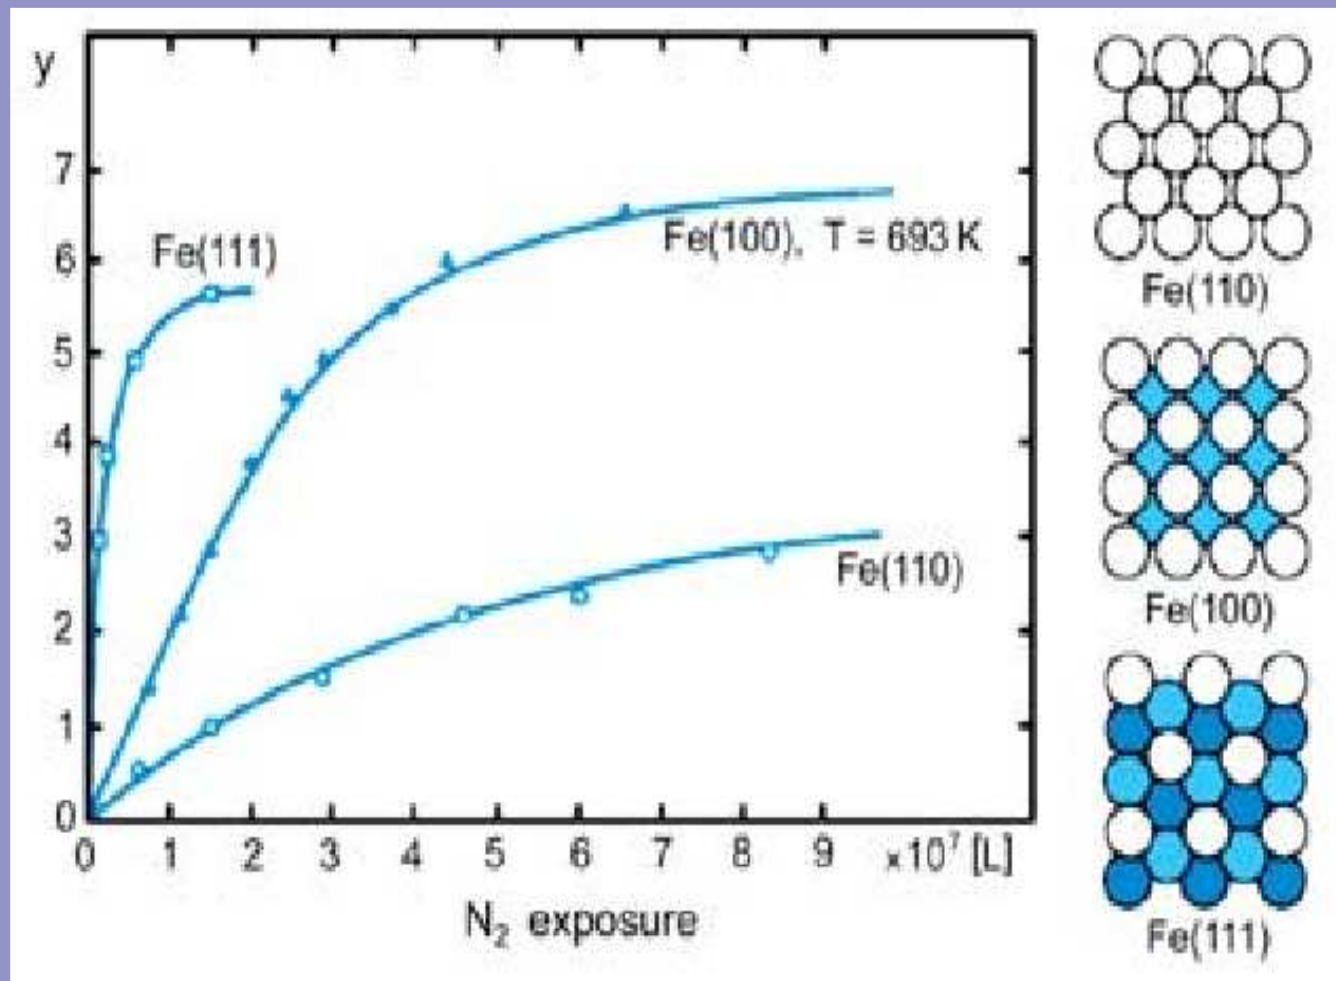 y
7
6
5
4
3
2
1
0
Fe(111)
Fe(100), T = 693 K
Fe(110)
0 1 2 3 4 5 6 7 8 9 ×10⁷ [L]
N₂ exposure
Fe(110)
Fe(100)
Fe(111)